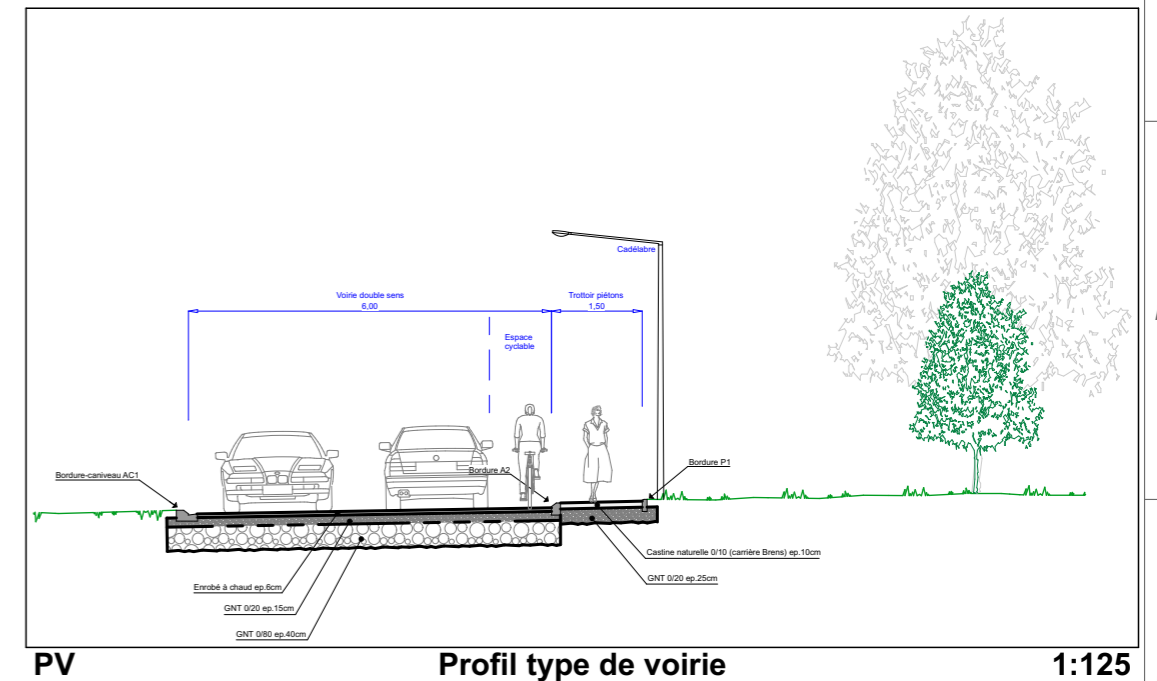 Cadélabre
Voirie double sens
6,00
Trottoir piétons
1,50
Espace
cyclable
Bordure-caniveau AC1
Bordure A2
Bordure P1
Castine naturelle 0/10 (carrière Brens) ep.10cm
GNT 0/20 ep.25cm
Enrobé à chaud ep.6cm
GNT 0/20 ep.15cm
GNT 0/80 ep.40cm
PV
Profil type de voirie
1:125